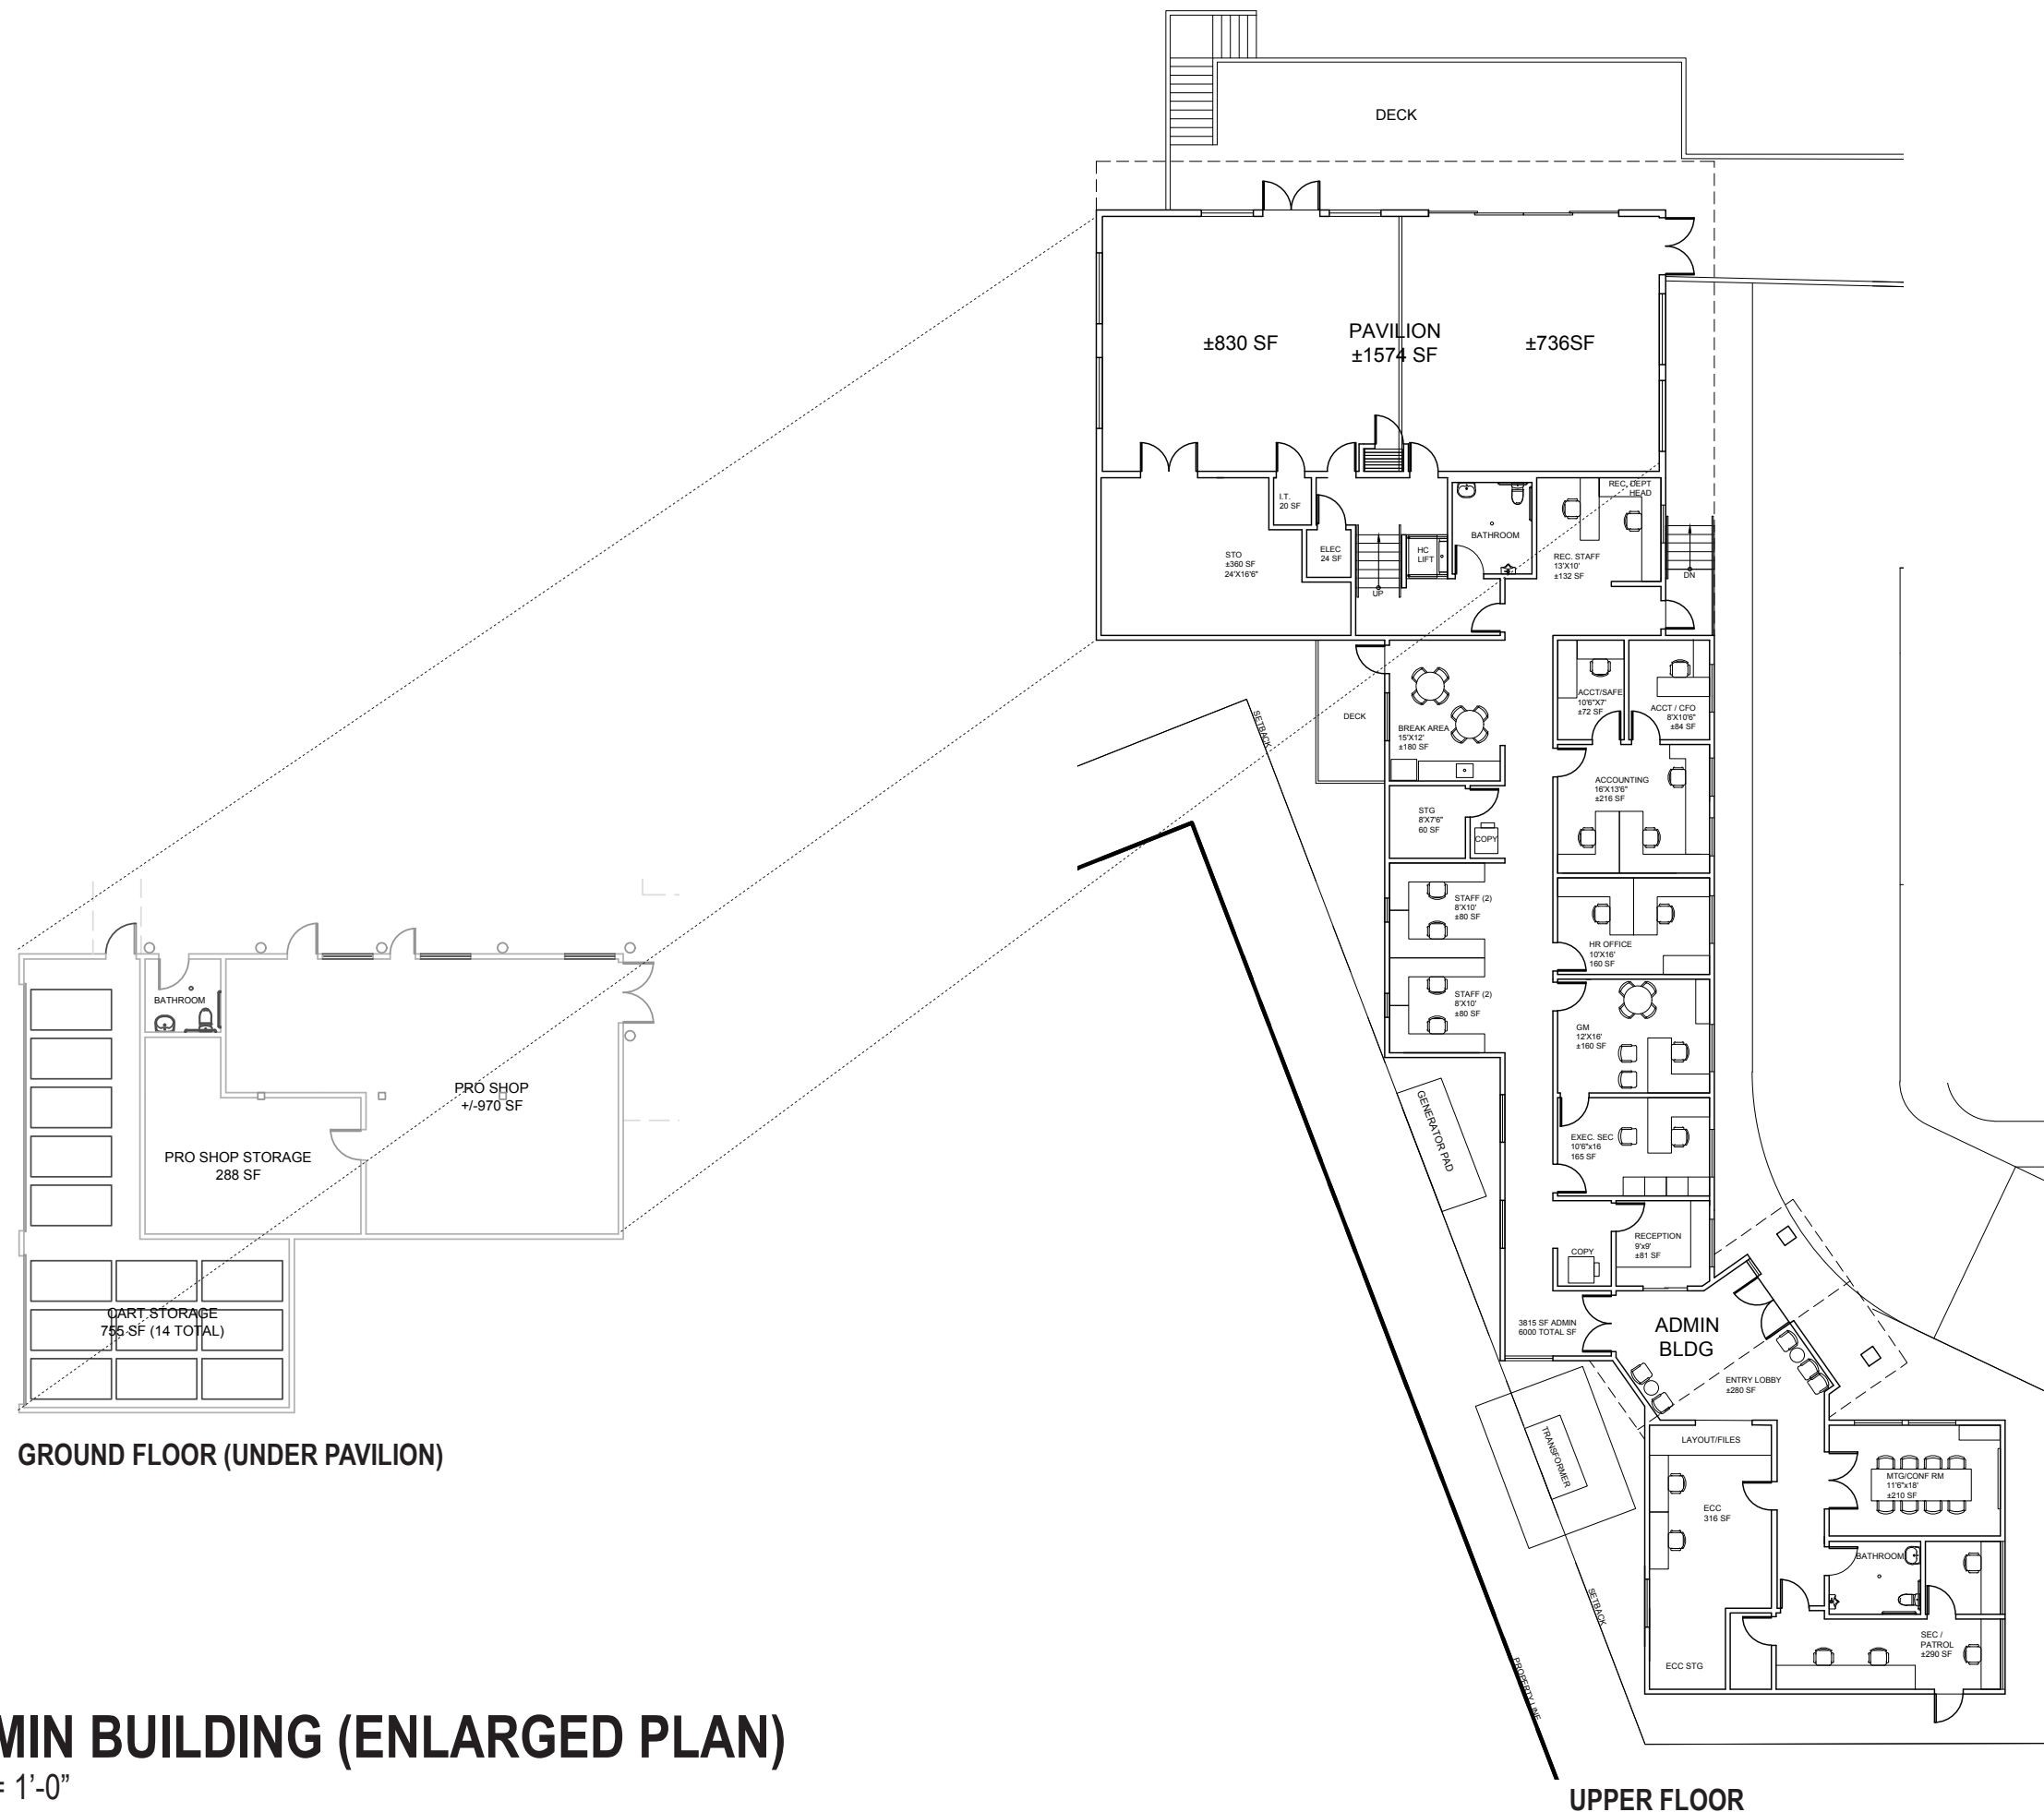 DECK
±830 SF
PAVILION
±1574 SF
±736SF
I.T.
20 SF
REC. DEPT
HEAD
BATHROOM
ELEC
24 SF
HC
LIFT
STO
±360 SF
24'X16'6"
REC. STAFF
13'X10'
±132 SF
UP
DN
DECK
SETBACK
BREAK AREA
15'X12'
±180 SF
ACCT/SAFE
10'6"X7'
±72 SF
ACCT / CFO
8'X10'6"
±84 SF
ACCOUNTING
16'X13'6"
±216 SF
STG
8'X7'6"
60 SF
COPY
STAFF (2)
8'X10'
±80 SF
HR OFFICE
10'X16'
160 SF
STAFF (2)
8'X10'
±80 SF
GM
12'X16'
±160 SF
GENERATOR PAD
EXEC. SEC
10'6"x16
165 SF
RECEPTION
9'x9'
±81 SF
COPY
3815 SF ADMIN
6000 TOTAL SF
ADMIN
BLDG
ENTRY LOBBY
±280 SF
TRANSFORMER
LAYOUT/FILES
MTG/CONF RM
11'6"x18'
±210 SF
ECC
316 SF
BATHROOM
SETBACK
SEC /
PATROL
±290 SF
ECC STG
PROPERTY LINE
UPPER FLOOR
BATHROOM
PRO SHOP
+/-970 SF
PRO SHOP STORAGE
288 SF
CART STORAGE
755 SF (14 TOTAL)
GROUND FLOOR (UNDER PAVILION)
MIN BUILDING (ENLARGED PLAN)
= 1’-0”